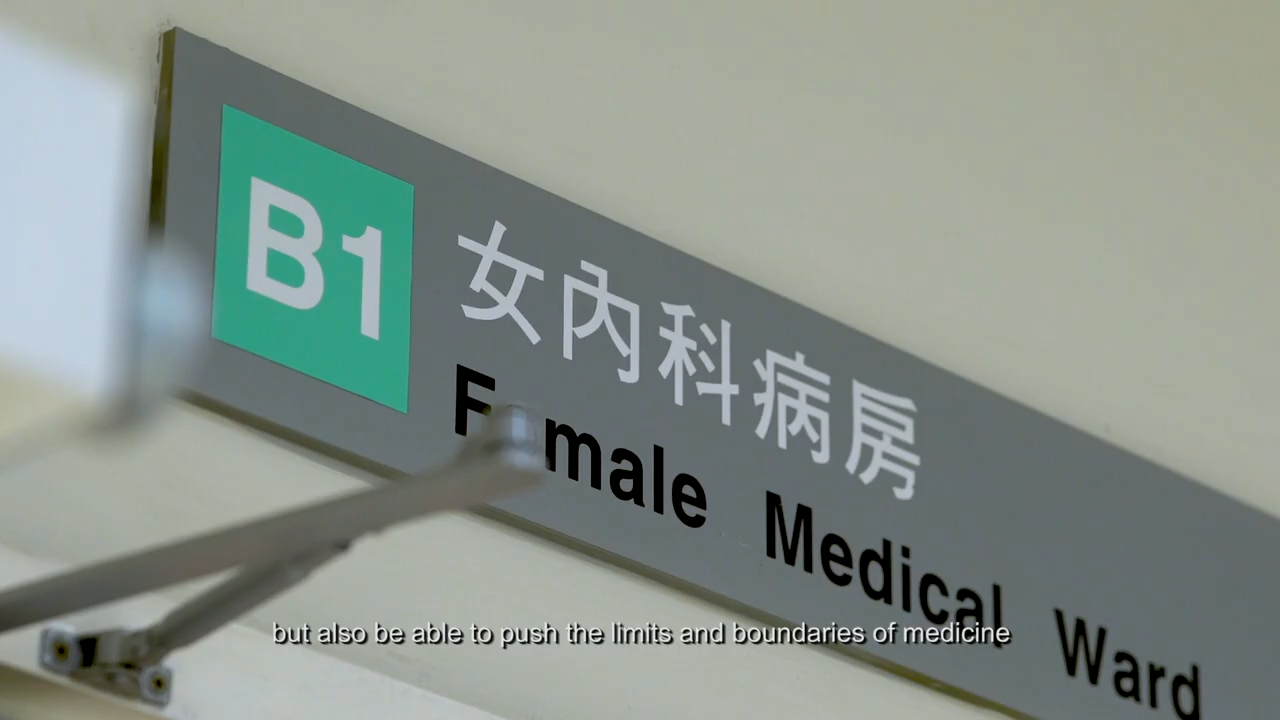 B1
女內科病房
Female Medical Ward
but also be able to push the limits and boundaries of medicine